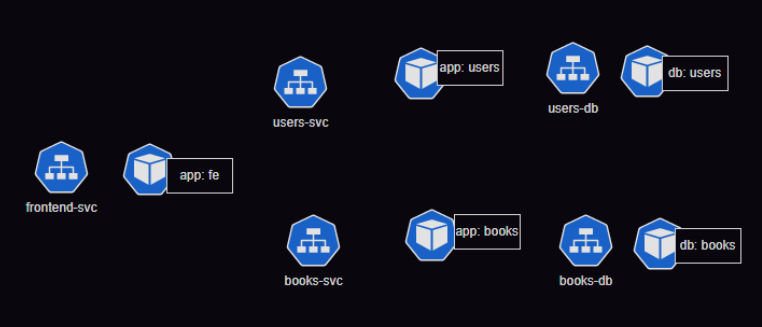 app: users
db: users
users-db
users-svc
app: fe
frontend-svc
app: books
db: books
books-svc
books-db